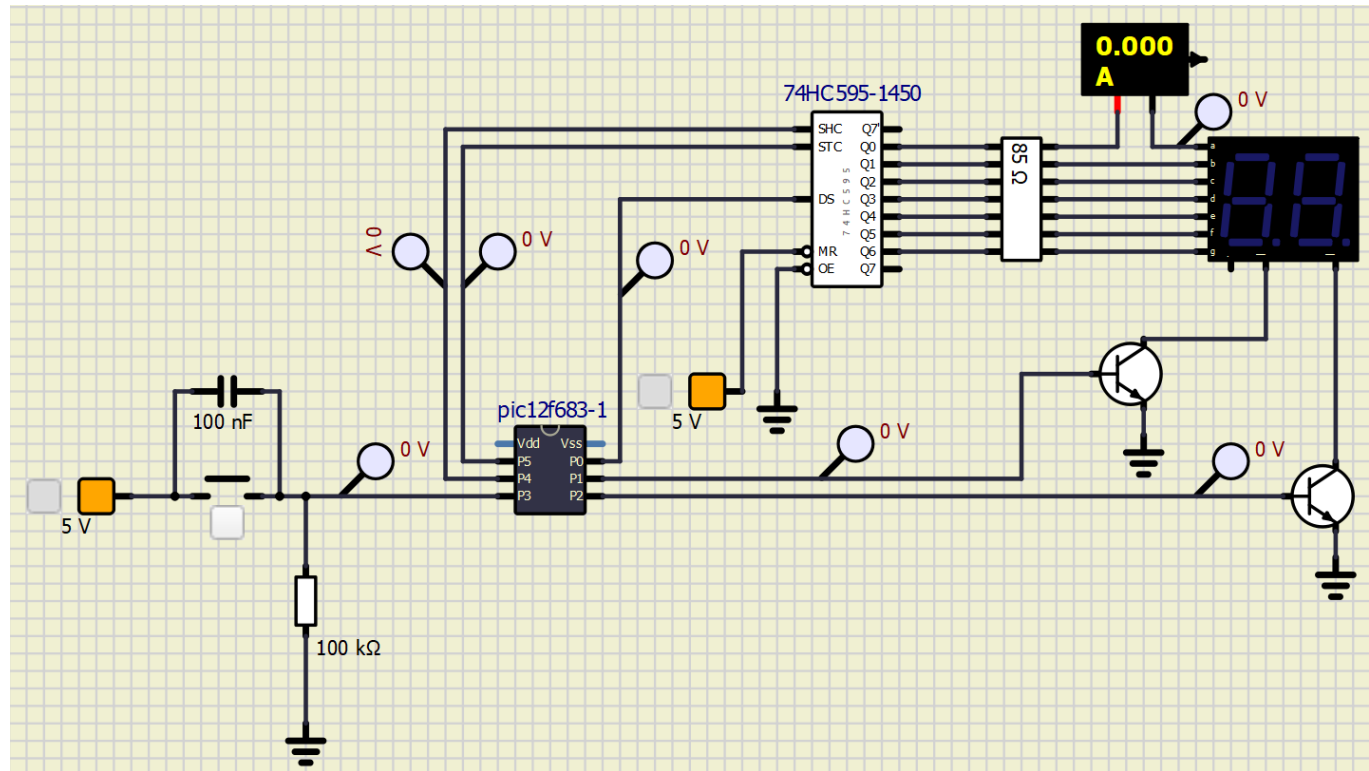 0.000
A
0 V
74HC595-1450
SHC Q7'
STC Q0
Q1
Q2
DS Q3
Q4
Q5
MR Q6
OE Q7
74HC595
85 Ω
a
b
c
d
e
f
g
0 V
0 V
0 V
5 V
100 nF
pic12f683-1
Vdd Vss
P5 P0
P4 P1
P3 P2
0 V
0 V
0 V
5 V
100 kΩ